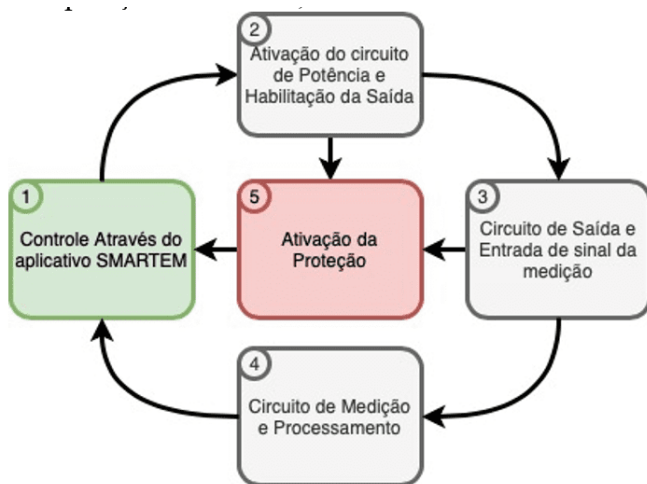 2
Ativação do circuito
de Potência e
Habilitação da Saída
1
Controle Através do
aplicativo SMARTEM
5
Ativação da
Proteção
3
Circuito de Saída e
Entrada de sinal da
medição
4
Circuito de Medição
e Processamento